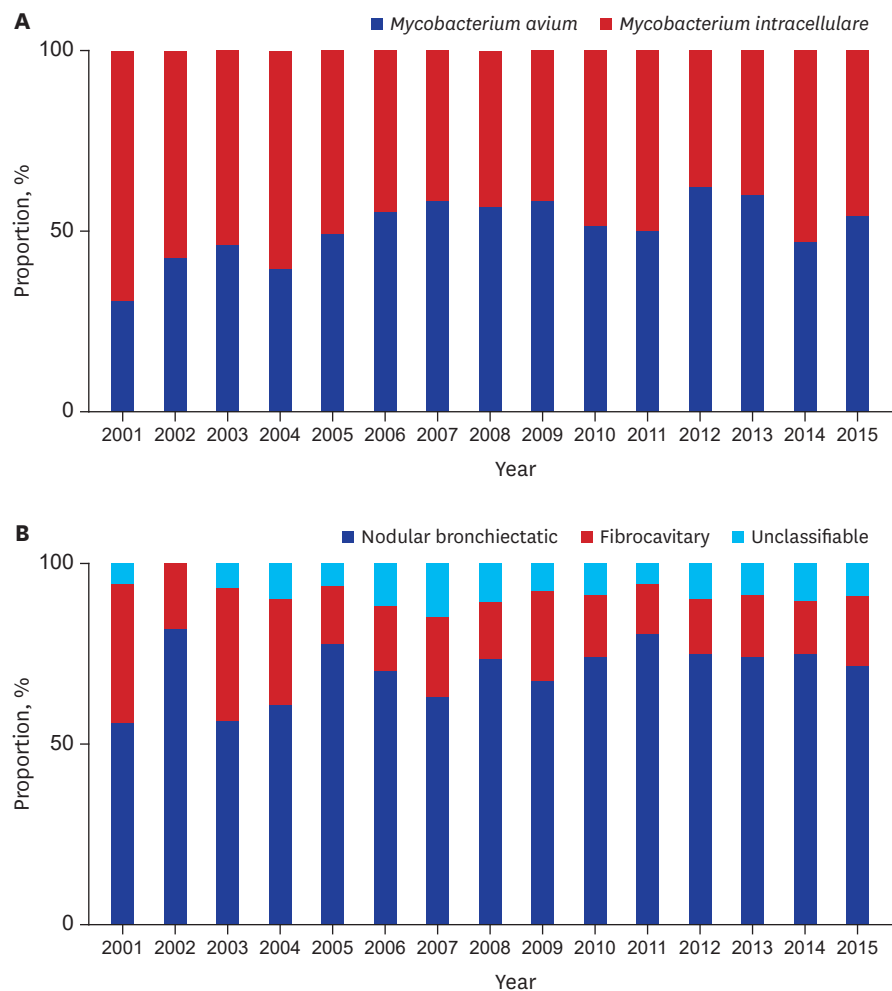 A
Mycobacterium avium Mycobacterium intracellulare
100
50
0
Proportion, %
2001 2002 2003 2004 2005 2006 2007 2008 2009 2010 2011 2012 2013 2014 2015
Year
B
Nodular bronchiectatic Fibrocavitary Unclassifiable
100
50
0
Proportion, %
2001 2002 2003 2004 2005 2006 2007 2008 2009 2010 2011 2012 2013 2014 2015
Year